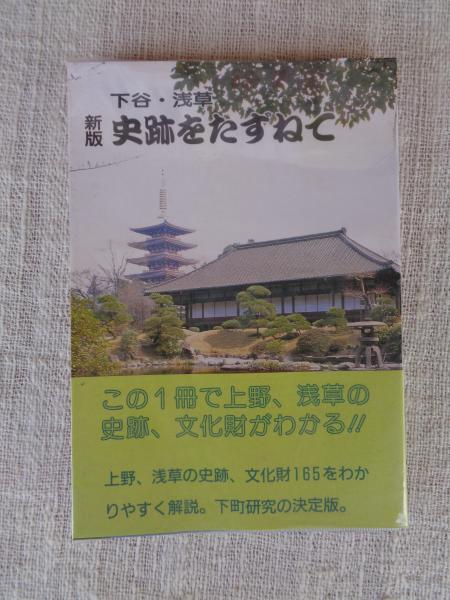 下谷・浅草
新版 史跡をたずねて
この1冊で上野、浅草の
史跡、文化財がわかる!!
上野、浅草の史跡、文化財165をわか
りやすく解説。下町研究の決定版。